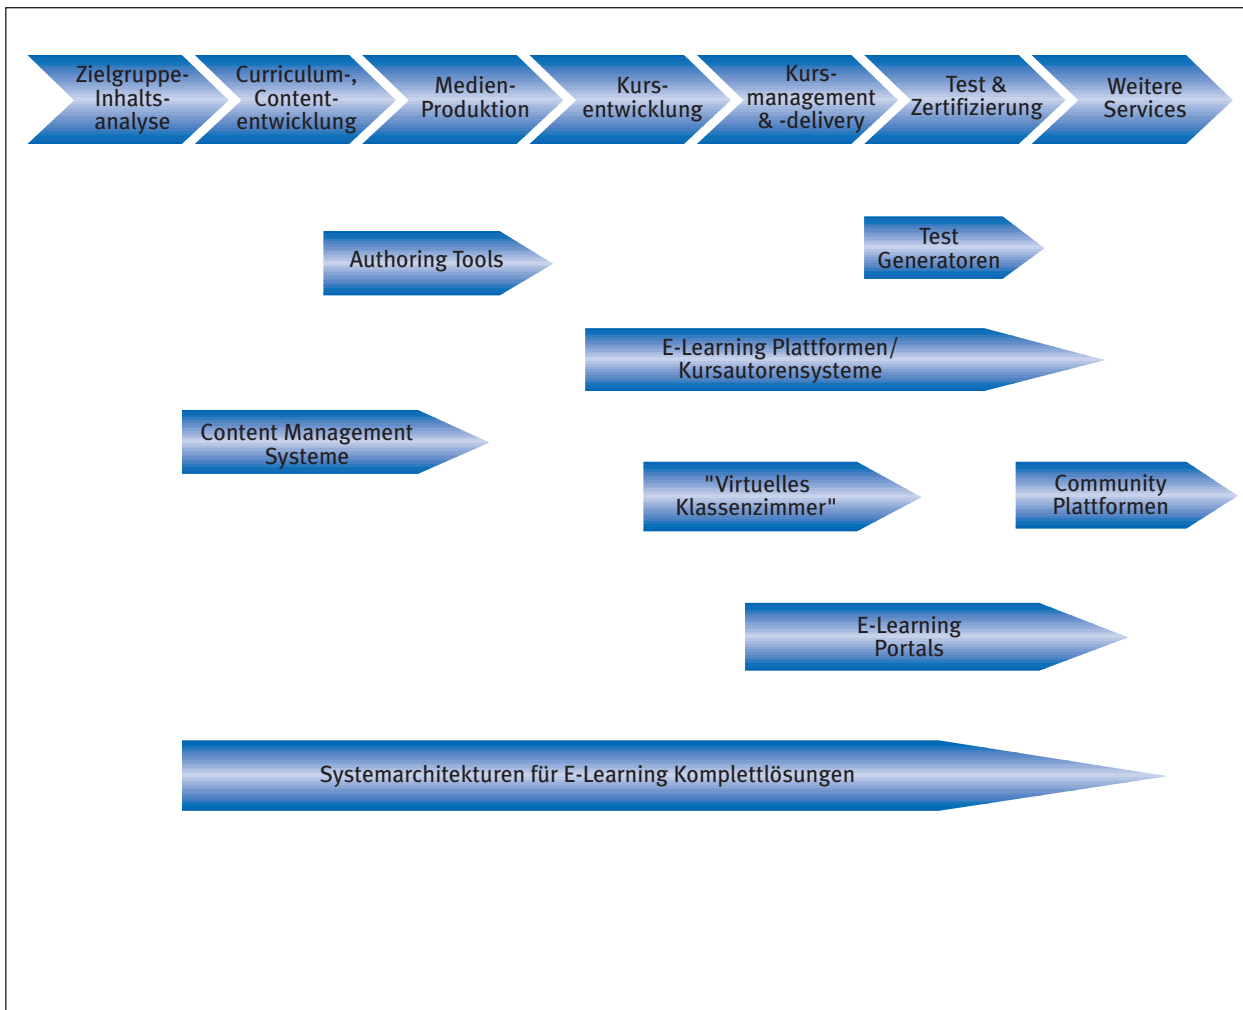 Zielgruppe-
Inhalts-
analyse
Curriculum-,
Content-
entwicklung
Medien-
Produktion
Kurs-
entwicklung
Kurs-
management
& -delivery
Test &
Zertifizierung
Weitere
Services
Authoring Tools
Test
Generatoren
E-Learning Plattformen/
Kursautorensysteme
Content Management
Systeme
"Virtuelles
Klassenzimmer"
Community
Plattformen
E-Learning
Portals
Systemarchitekturen für E-Learning Komplettlösungen